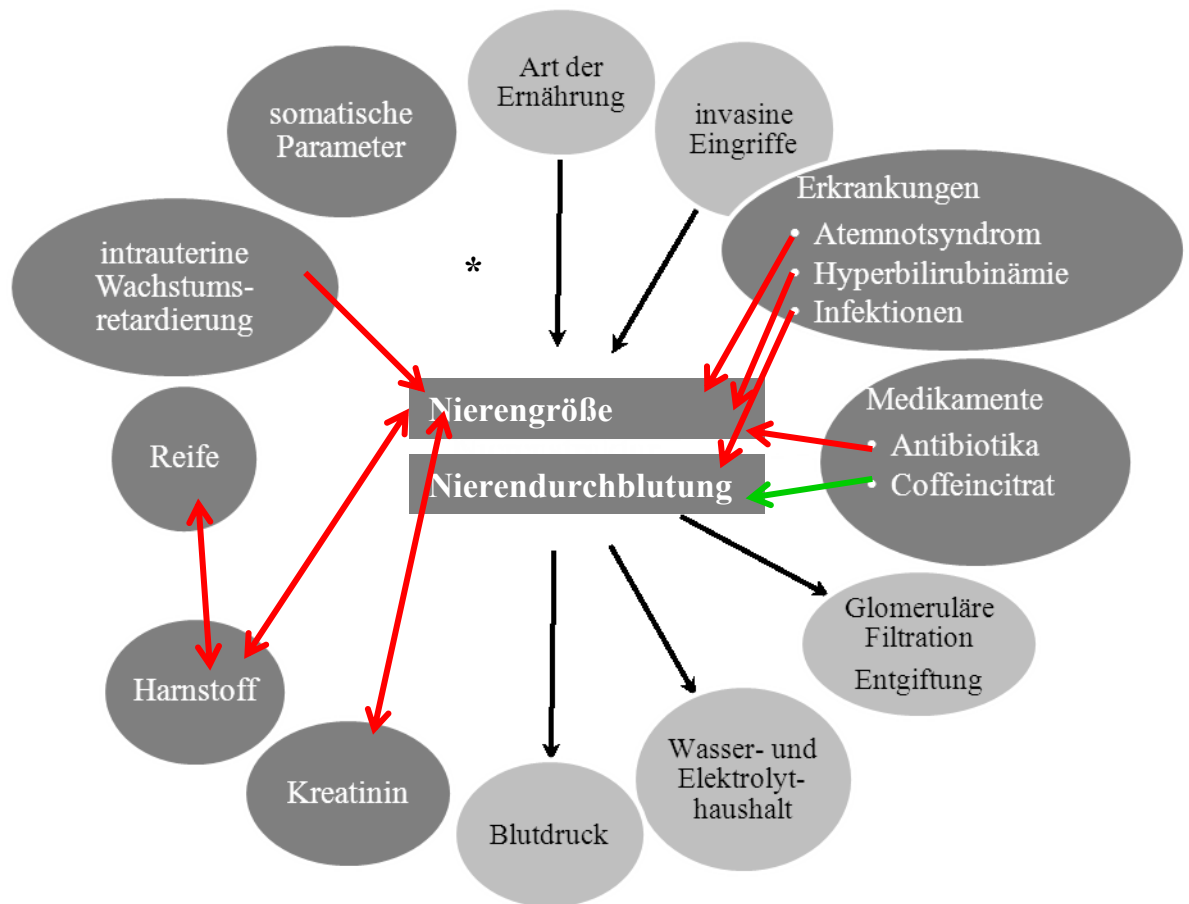 Art der
Ernährung
somatische
Parameter
invasine
Eingriffe
Erkrankungen
• Atemnotsyndrom
• Hyperbilirubinämie
• Infektionen
intrauterine
Wachstums-
retardierung
*
Nierengröße
Nierendurchblutung
Medikamente
• Antibiotika
• Coffeincitrat
Reife
Harnstoff
Kreatinin
Blutdruck
Wasser- und
Elektrolyt-
haushalt
Glomeruläre
Filtration
Entgiftung